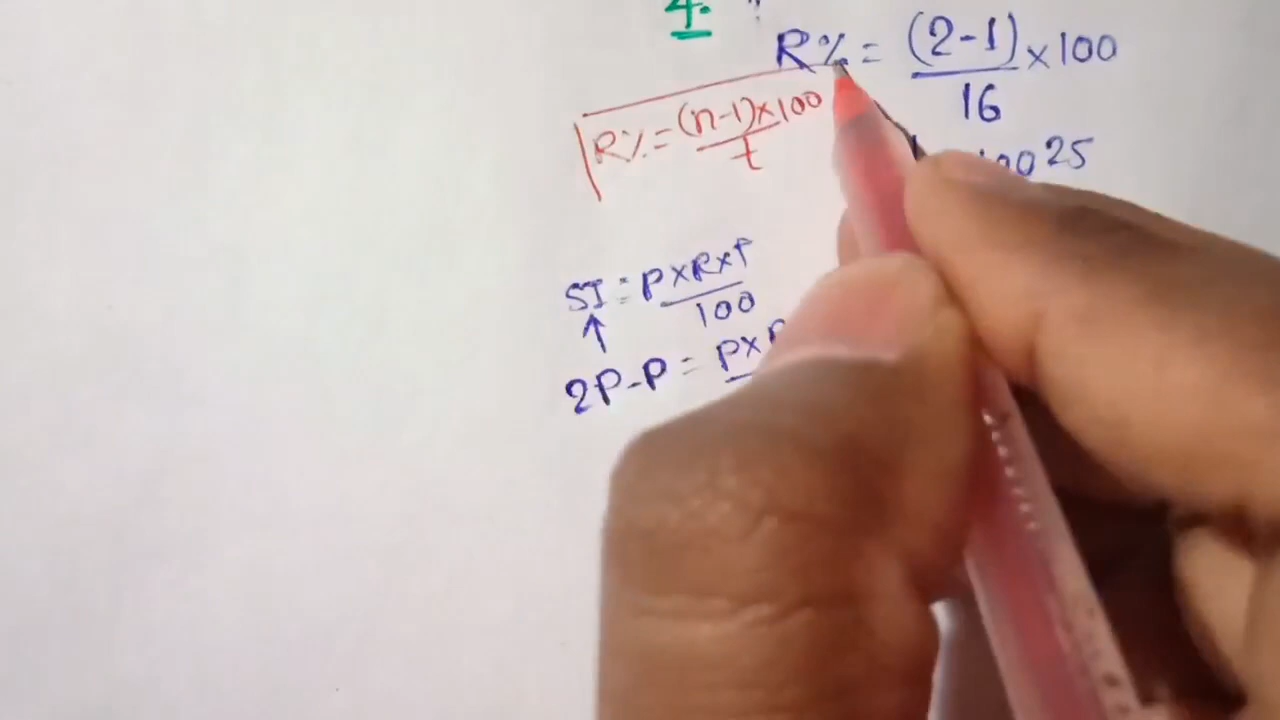 4.
R% = (2-1)/16 × 100
R% = (n-1)×100/t
25
SI = P×R×T/100
↑
2P-P = P×